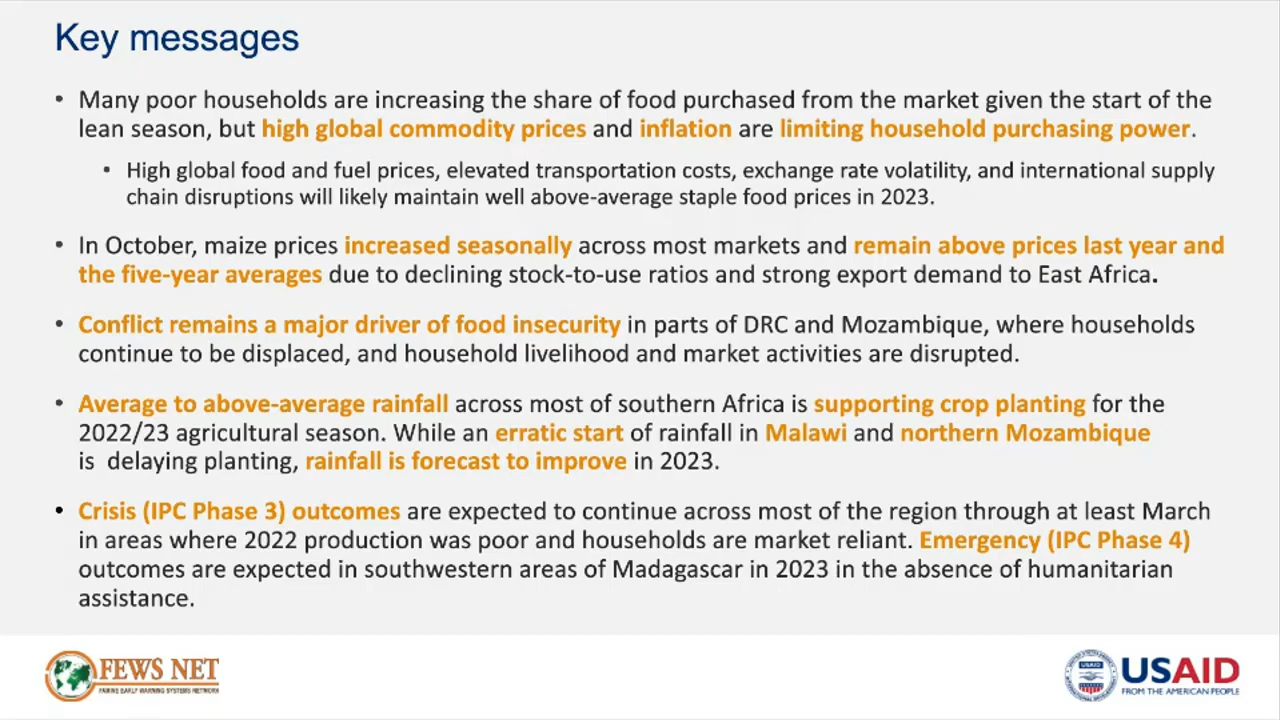 Key messages
• Many poor households are increasing the share of food purchased from the market given the start of the
lean season, but high global commodity prices and inflation are limiting household purchasing power.
• High global food and fuel prices, elevated transportation costs, exchange rate volatility, and international supply
chain disruptions will likely maintain well above-average staple food prices in 2023.
• In October, maize prices increased seasonally across most markets and remain above prices last year and
the five-year averages due to declining stock-to-use ratios and strong export demand to East Africa.
• Conflict remains a major driver of food insecurity in parts of DRC and Mozambique, where households
continue to be displaced, and household livelihood and market activities are disrupted.
• Average to above-average rainfall across most of southern Africa is supporting crop planting for the
2022/23 agricultural season. While an erratic start of rainfall in Malawi and northern Mozambique
is  delaying planting, rainfall is forecast to improve in 2023.
• Crisis (IPC Phase 3) outcomes are expected to continue across most of the region through at least March
in areas where 2022 production was poor and households are market reliant. Emergency (IPC Phase 4)
outcomes are expected in southwestern areas of Madagascar in 2023 in the absence of humanitarian
assistance.
FEWS NET
FAMINE EARLY WARNING SYSTEMS NETWORK
USAID
FROM THE AMERICAN PEOPLE